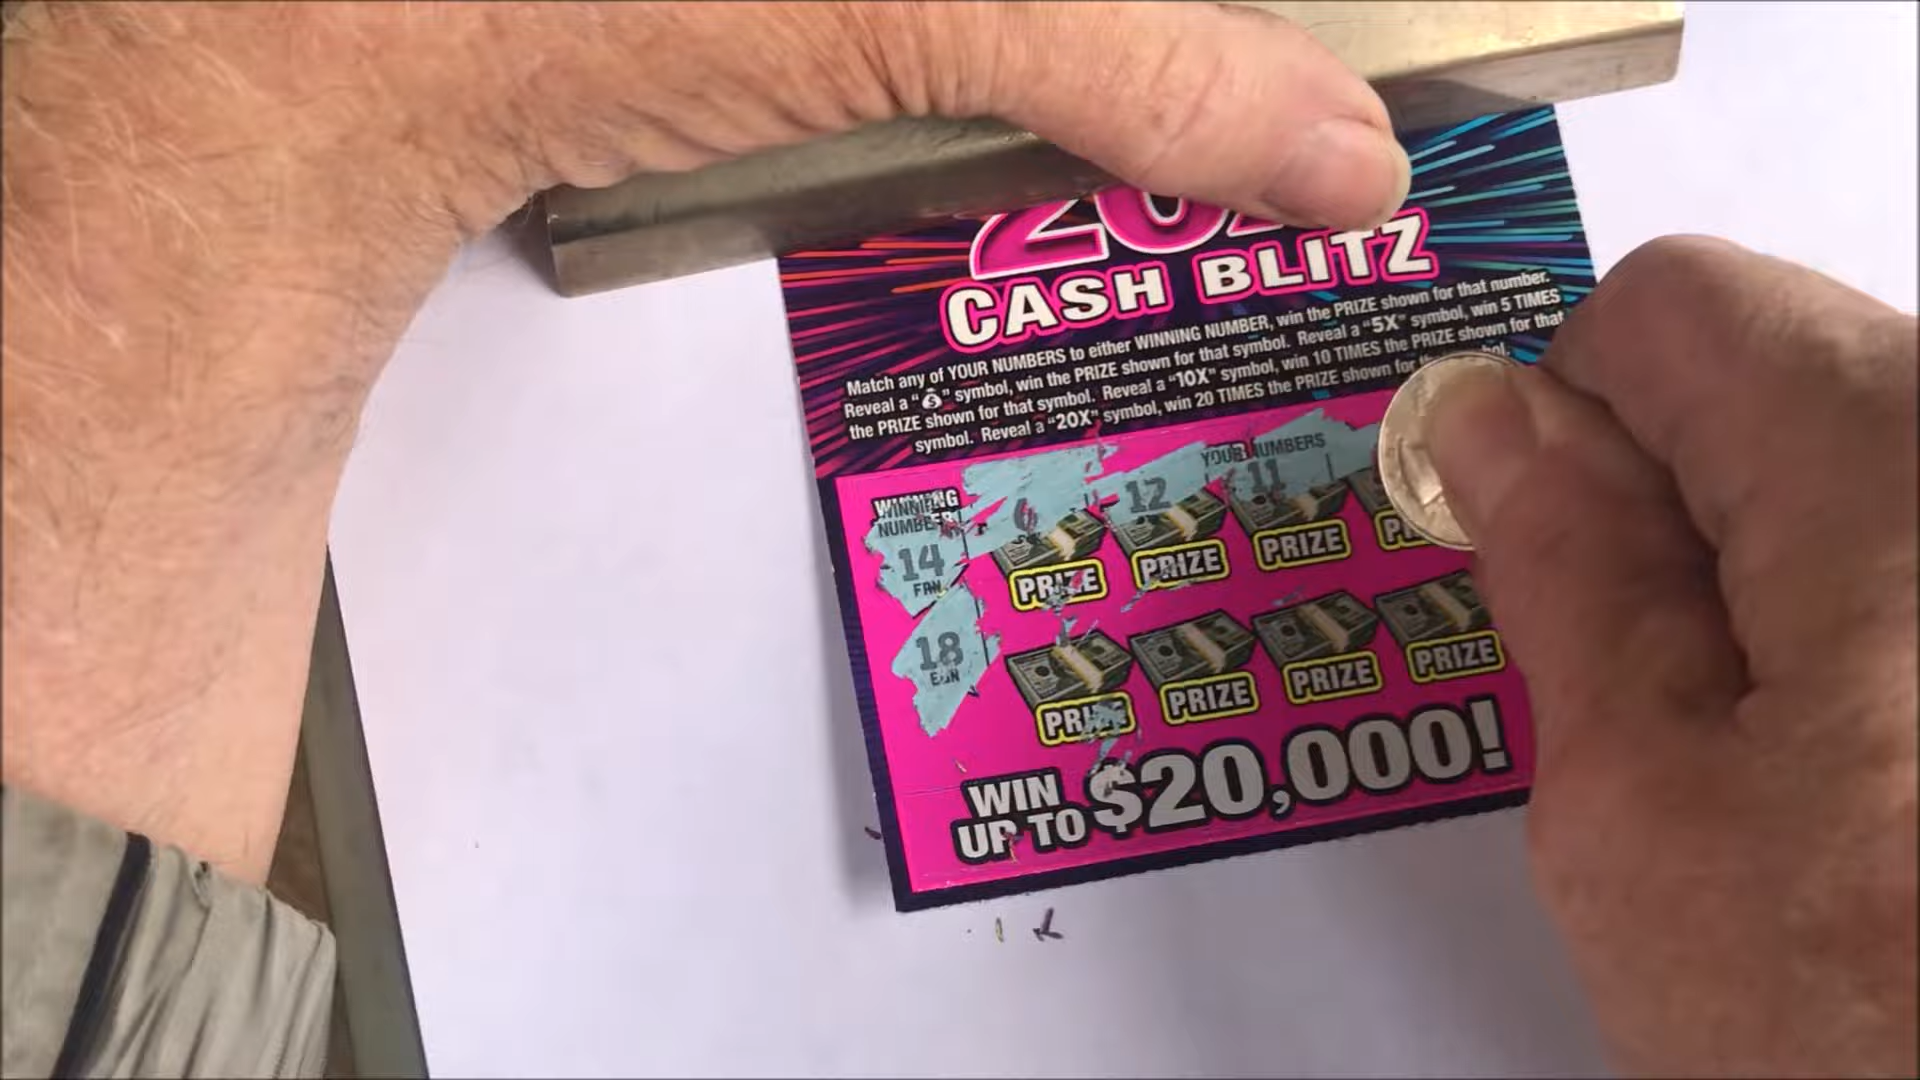 CASH BLITZ
Match any of YOUR NUMBERS to either WINNING NUMBER, win the PRIZE shown for that number.
Reveal a " " symbol, win the PRIZE shown for that symbol. Reveal a "5X" symbol, win 5 TIMES
the PRIZE shown for that symbol. Reveal a "10X" symbol, win 10 TIMES the PRIZE shown for that
symbol. Reveal a "20X" symbol, win 20 TIMES the PRIZE shown for
YOUR NUMBERS
WINNING
NUMBER
6 12 11
14
PRIZE PRIZE PRIZE
18
PRIZE PRIZE PRIZE PRIZE
WIN
UP TO $20,000!